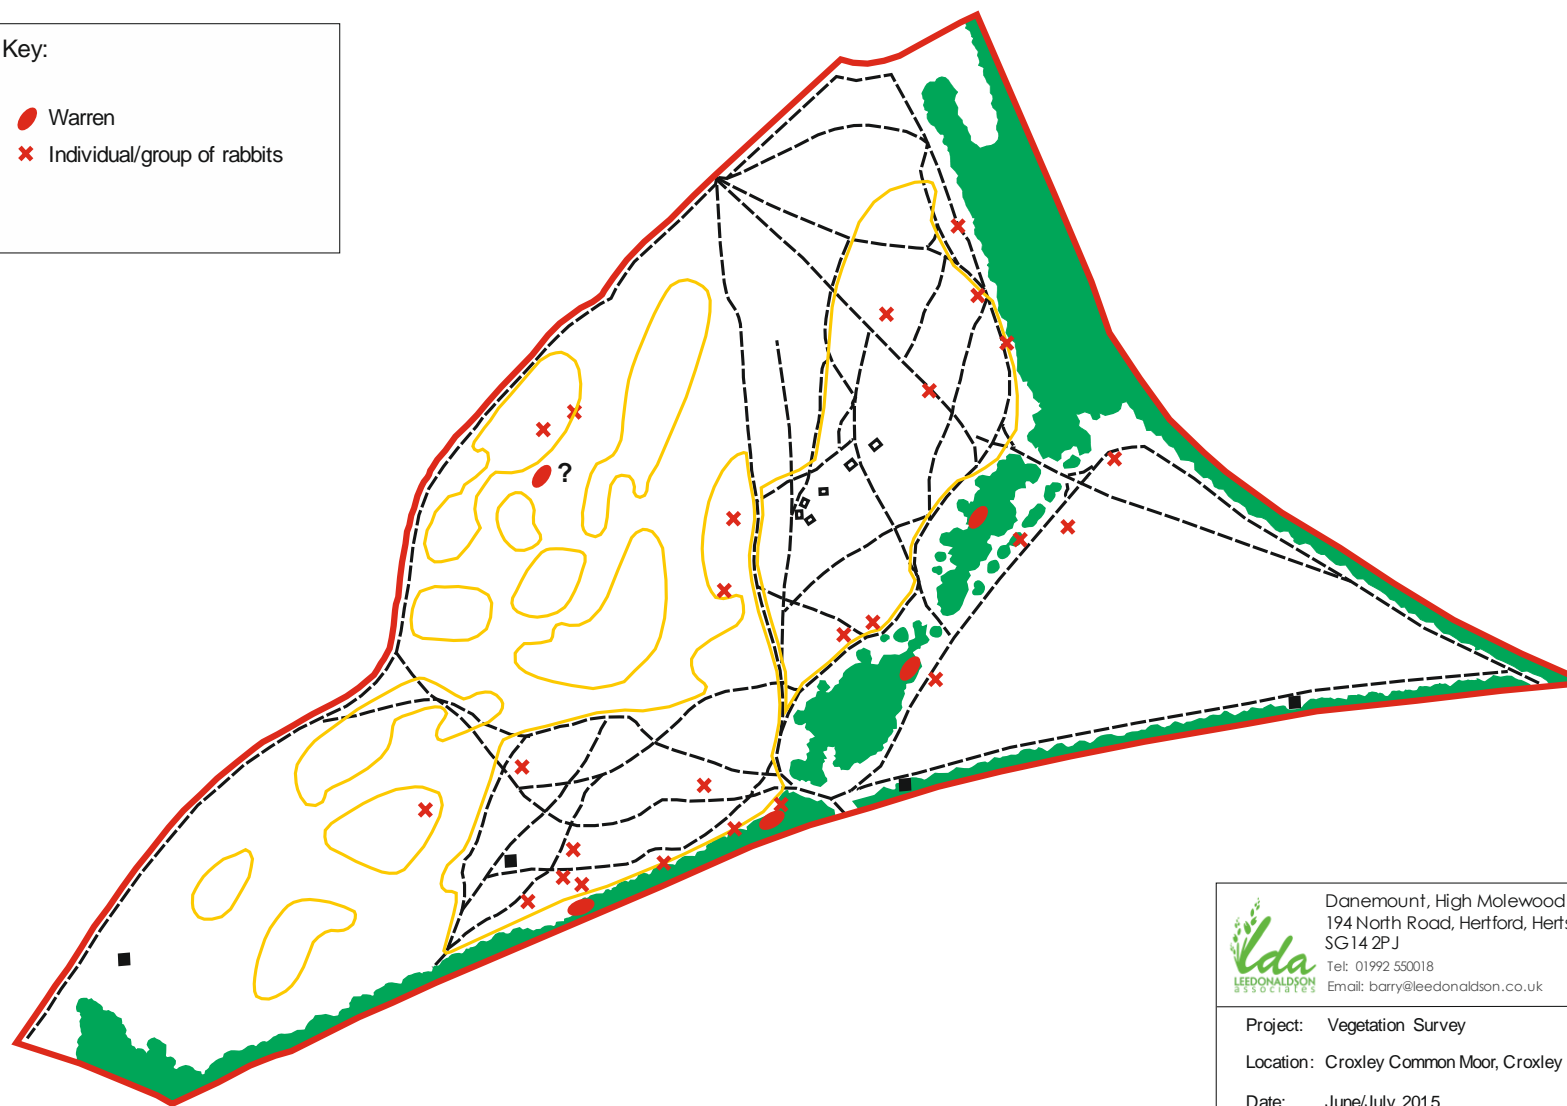 Key:
Warren
Individual/group of rabbits
?
Danemount, High Molewood
194 North Road, Hertford, Herts
SG14 2PJ
Tel: 01992 550018
Email: barry@leedonaldson.co.uk
lda
LEEDONALDSON
associates
Project: Vegetation Survey
Location: Croxley Common Moor, Croxley
Date: June/July 2015